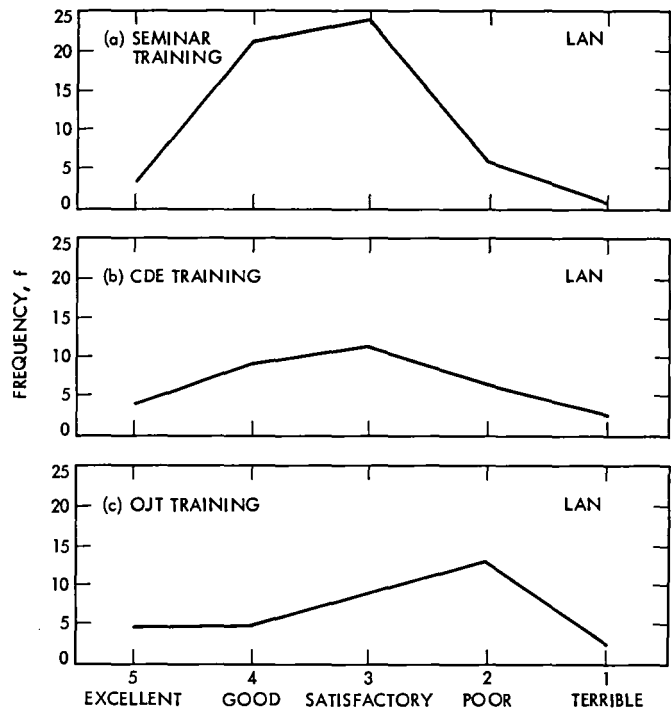 25
(a) SEMINAR
TRAINING
LAN
20
15
10
5
0
25
(b) CDE TRAINING
LAN
20
15
10
5
0
25
(c) OJT TRAINING
LAN
20
15
10
5
0
FREQUENCY, f
5 4 3 2 1
EXCELLENT GOOD SATISFACTORY POOR TERRIBLE